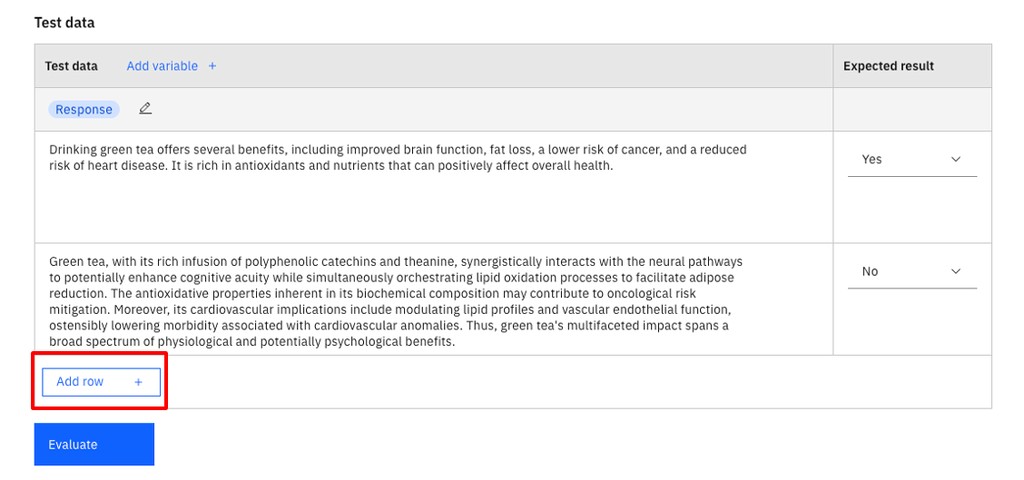 Test data
Test data Add variable + Expected result
Response
Drinking green tea offers several benefits, including improved brain function, fat loss, a lower risk of cancer, and a reduced
risk of heart disease. It is rich in antioxidants and nutrients that can positively affect overall health.
Yes
Green tea, with its rich infusion of polyphenolic catechins and theanine, synergistically interacts with the neural pathways
to potentially enhance cognitive acuity while simultaneously orchestrating lipid oxidation processes to facilitate adipose
reduction. The antioxidative properties inherent in its biochemical composition may contribute to oncological risk
mitigation. Moreover, its cardiovascular implications include modulating lipid profiles and vascular endothelial function,
ostensibly lowering morbidity associated with cardiovascular anomalies. Thus, green tea's multifaceted impact spans a
broad spectrum of physiological and potentially psychological benefits.
No
Add row +
Evaluate